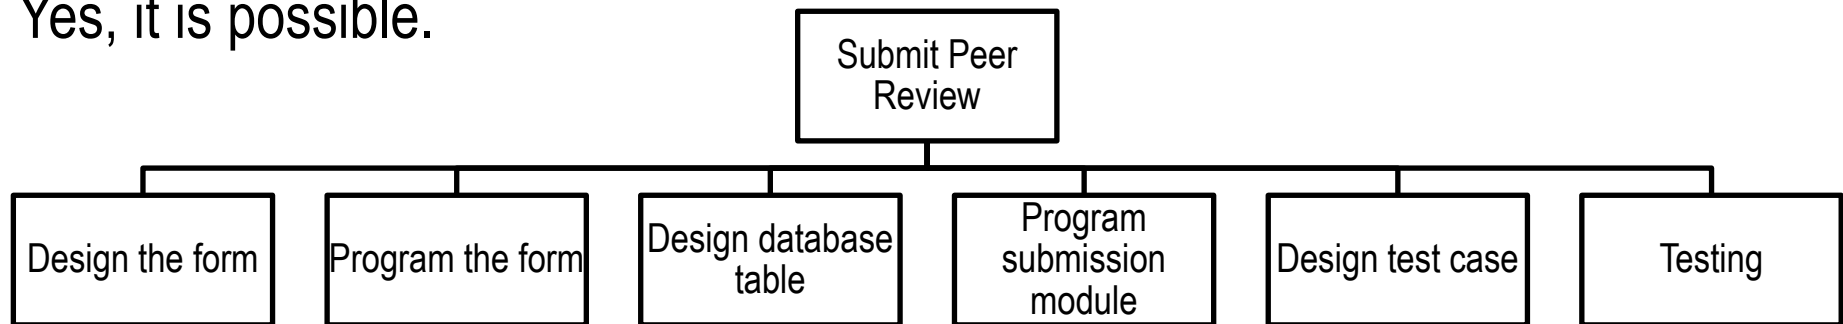 Yes, it is possible.
Submit Peer
Review
Design the form
Program the form
Design database
table
Program
submission
module
Design test case
Testing